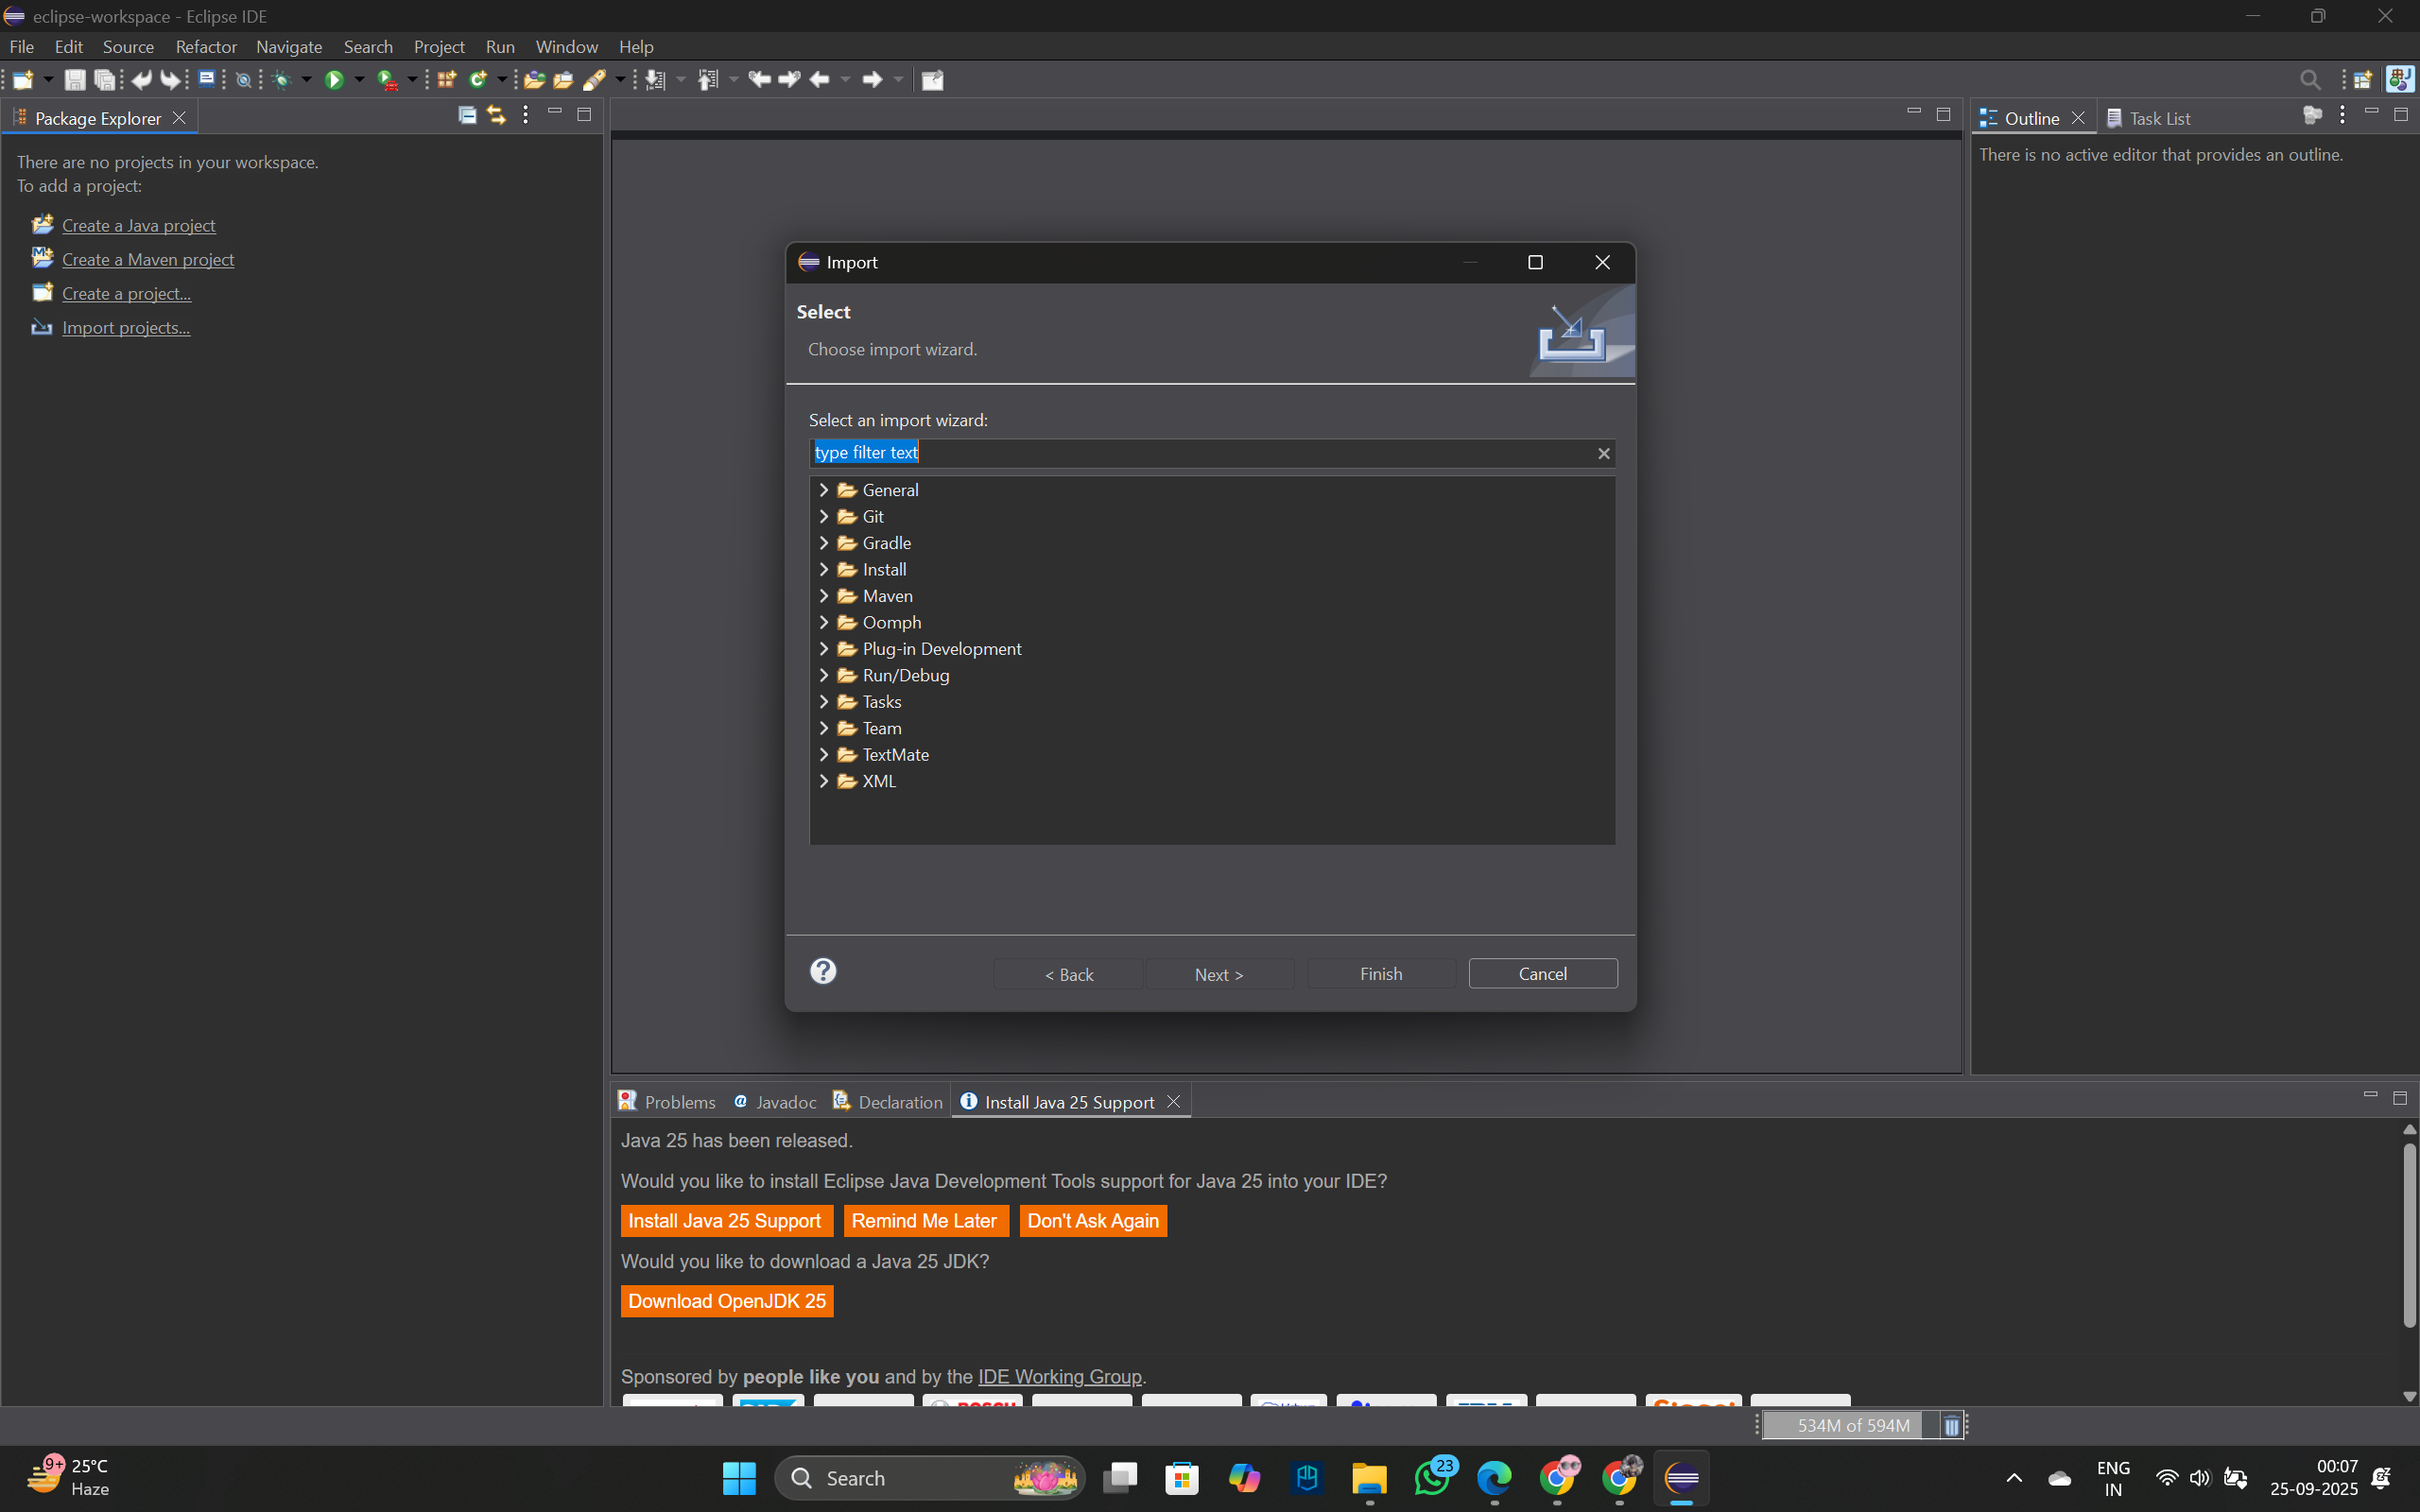 eclipse-workspace - Eclipse IDE
File Edit Source Refactor Navigate Search Project Run Window Help
Package Explorer
There are no projects in your workspace.
To add a project:
Create a Java project
Create a Maven project
Create a project...
Import projects...
Import
Select
Choose import wizard.
Select an import wizard:
type filter text
General
Git
Gradle
Install
Maven
Oomph
Plug-in Development
Run/Debug
Tasks
Team
TextMate
XML
< Back Next > Finish Cancel
Outline Task List
There is no active editor that provides an outline.
Problems @ Javadoc Declaration Install Java 25 Support
Java 25 has been released.
Would you like to install Eclipse Java Development Tools support for Java 25 into your IDE?
Install Java 25 Support Remind Me Later Don't Ask Again
Would you like to download a Java 25 JDK?
Download OpenJDK 25
Sponsored by people like you and by the IDE Working Group.
534M of 594M
9+ 25°C
Haze
Search
23
ENG
IN
00:07
25-09-2025